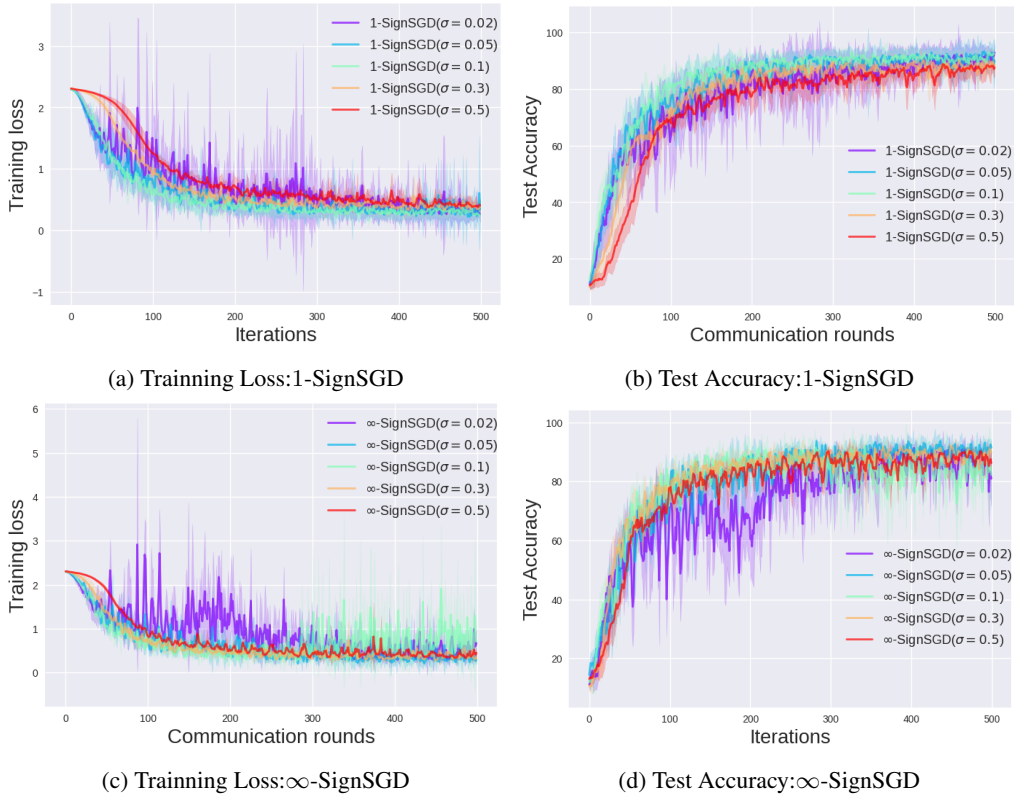 3
2
1
0
−1
Training loss
0
100
200
300
400
500
Iterations
1-SignSGD(σ = 0.02)
1-SignSGD(σ = 0.05)
1-SignSGD(σ = 0.1)
1-SignSGD(σ = 0.3)
1-SignSGD(σ = 0.5)
(a) Trainning Loss:1-SignSGD
100
80
60
40
20
Test Accuracy
0
100
200
300
400
500
Communication rounds
1-SignSGD(σ = 0.02)
1-SignSGD(σ = 0.05)
1-SignSGD(σ = 0.1)
1-SignSGD(σ = 0.3)
1-SignSGD(σ = 0.5)
(b) Test Accuracy:1-SignSGD
6
5
4
3
2
1
0
Training loss
0
100
200
300
400
500
Communication rounds
∞-SignSGD(σ = 0.02)
∞-SignSGD(σ = 0.05)
∞-SignSGD(σ = 0.1)
∞-SignSGD(σ = 0.3)
∞-SignSGD(σ = 0.5)
(c) Trainning Loss:∞-SignSGD
100
80
60
40
20
Test Accuracy
0
100
200
300
400
500
Iterations
∞-SignSGD(σ = 0.02)
∞-SignSGD(σ = 0.05)
∞-SignSGD(σ = 0.1)
∞-SignSGD(σ = 0.3)
∞-SignSGD(σ = 0.5)
(d) Test Accuracy:∞-SignSGD